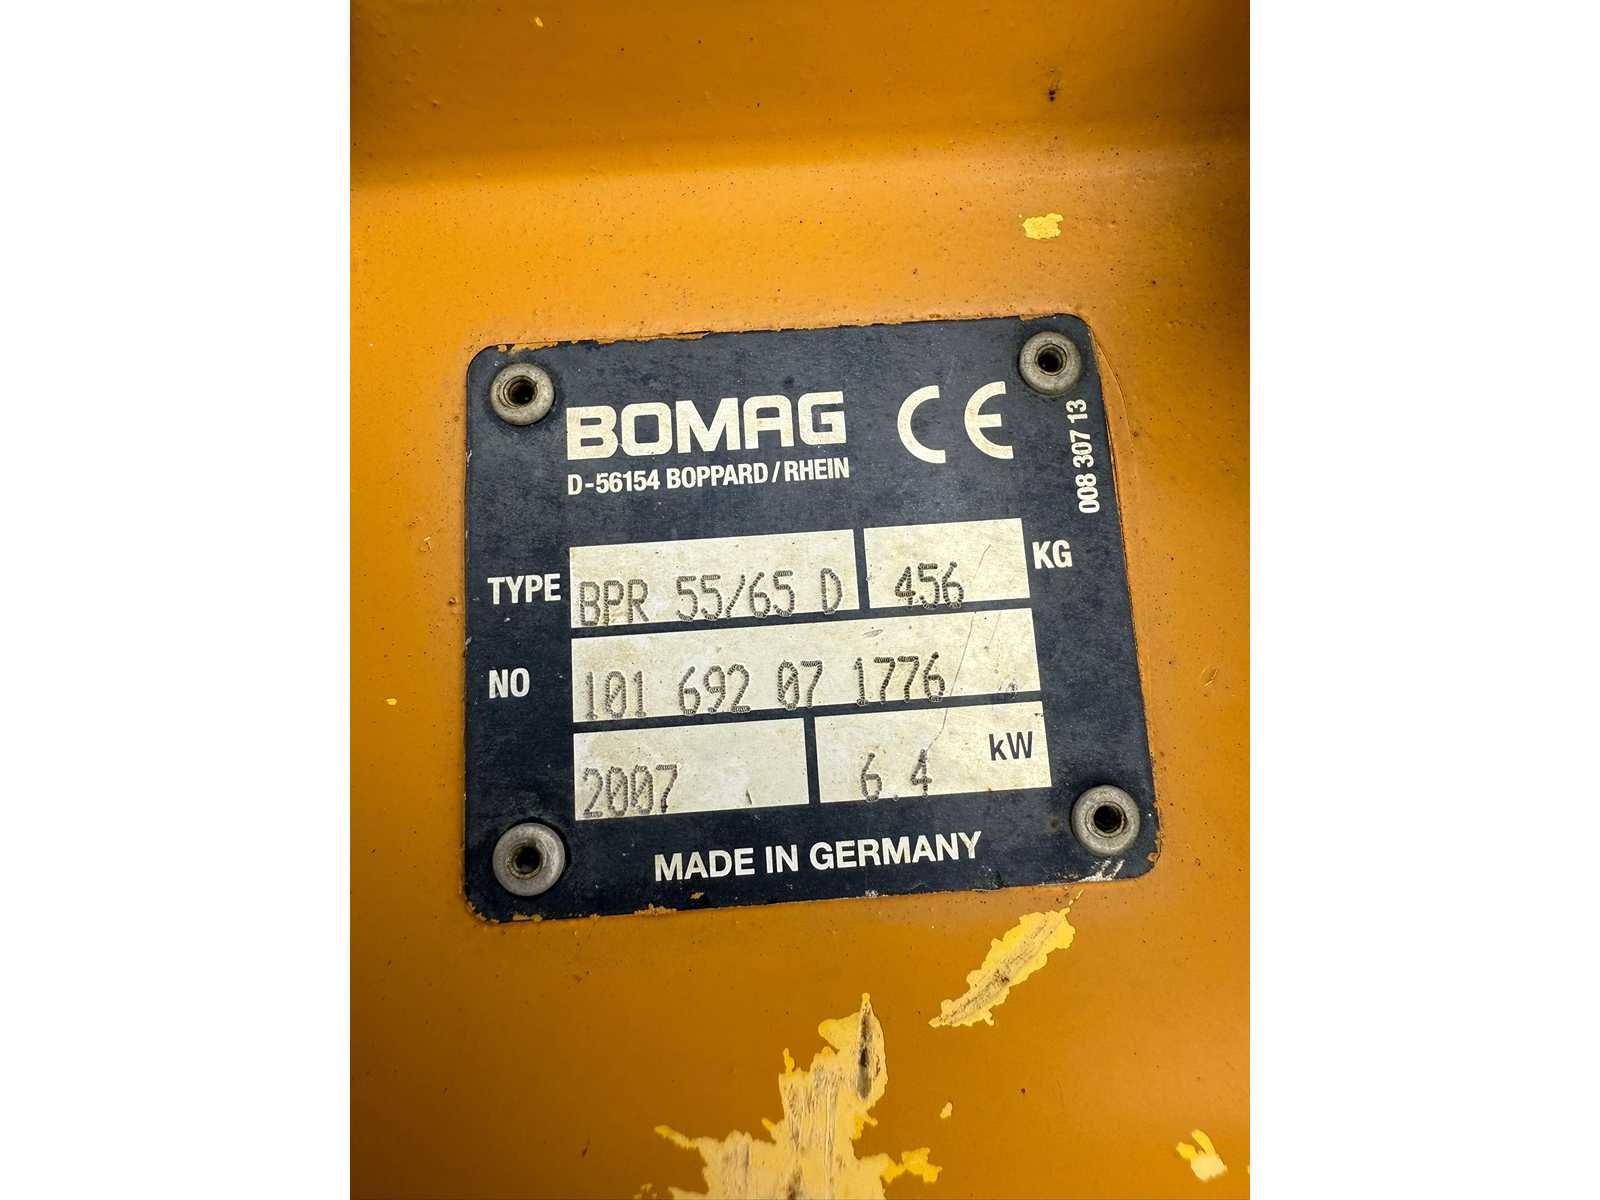 BOMAG CE
D-56154 BOPPARD/RHEIN
008 307 13
TYPE BPR 55/65 D 456 KG
NO 101 692 07 1776
2007 6.4 kW
MADE IN GERMANY